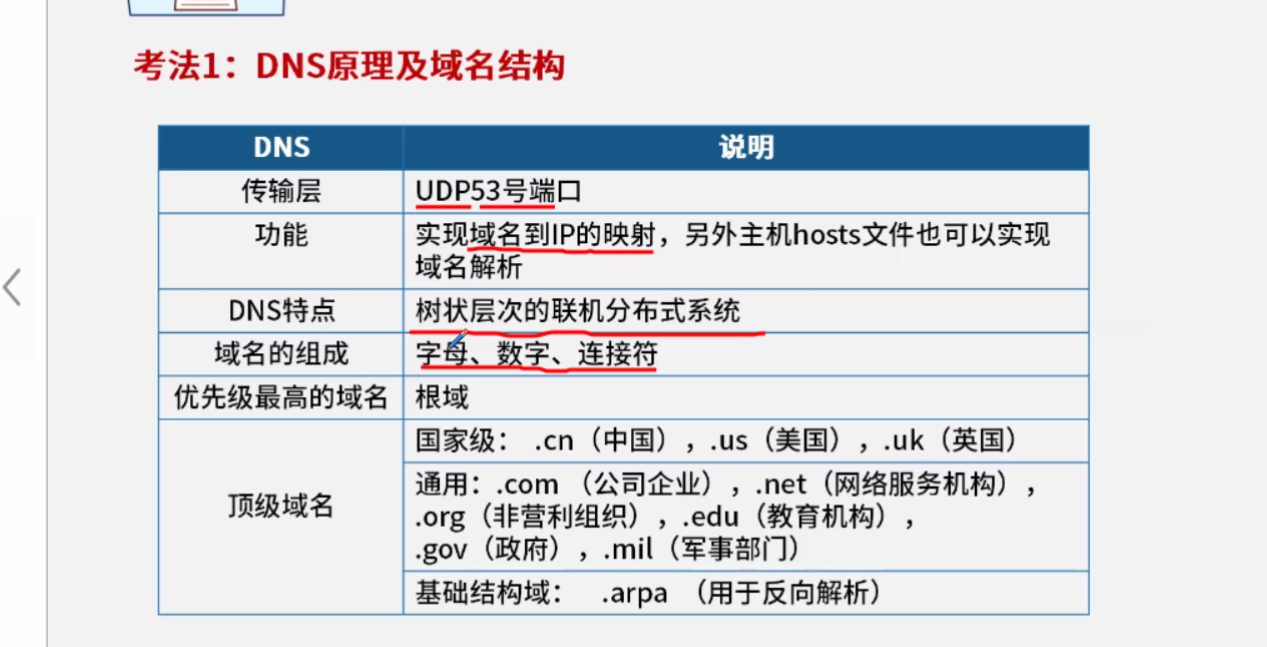 考法1：DNS原理及域名结构
DNS 说明
传输层 UDP53号端口
功能 实现域名到IP的映射，另外主机hosts文件也可以实现
域名解析
DNS特点 树状层次的联机分布式系统
域名的组成 字母、数字、连接符
优先级最高的域名 根域
顶级域名
国家级： .cn（中国），.us（美国），.uk（英国）
通用：.com （公司企业），.net（网络服务机构），
.org（非营利组织），.edu（教育机构），
.gov（政府），.mil（军事部门）
基础结构域： .arpa （用于反向解析）